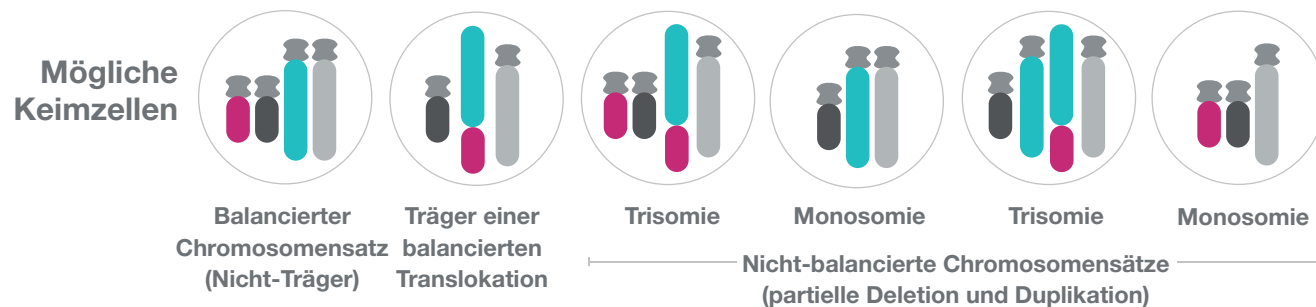 Mögliche
Keimzellen
Balancierter
Chromosomensatz
(Nicht-Träger)
Träger einer
balancierten
Translokation
Trisomie
Monosomie
Trisomie
Monosomie
Nicht-balancierte Chromosomensätze
(partielle Deletion und Duplikation)